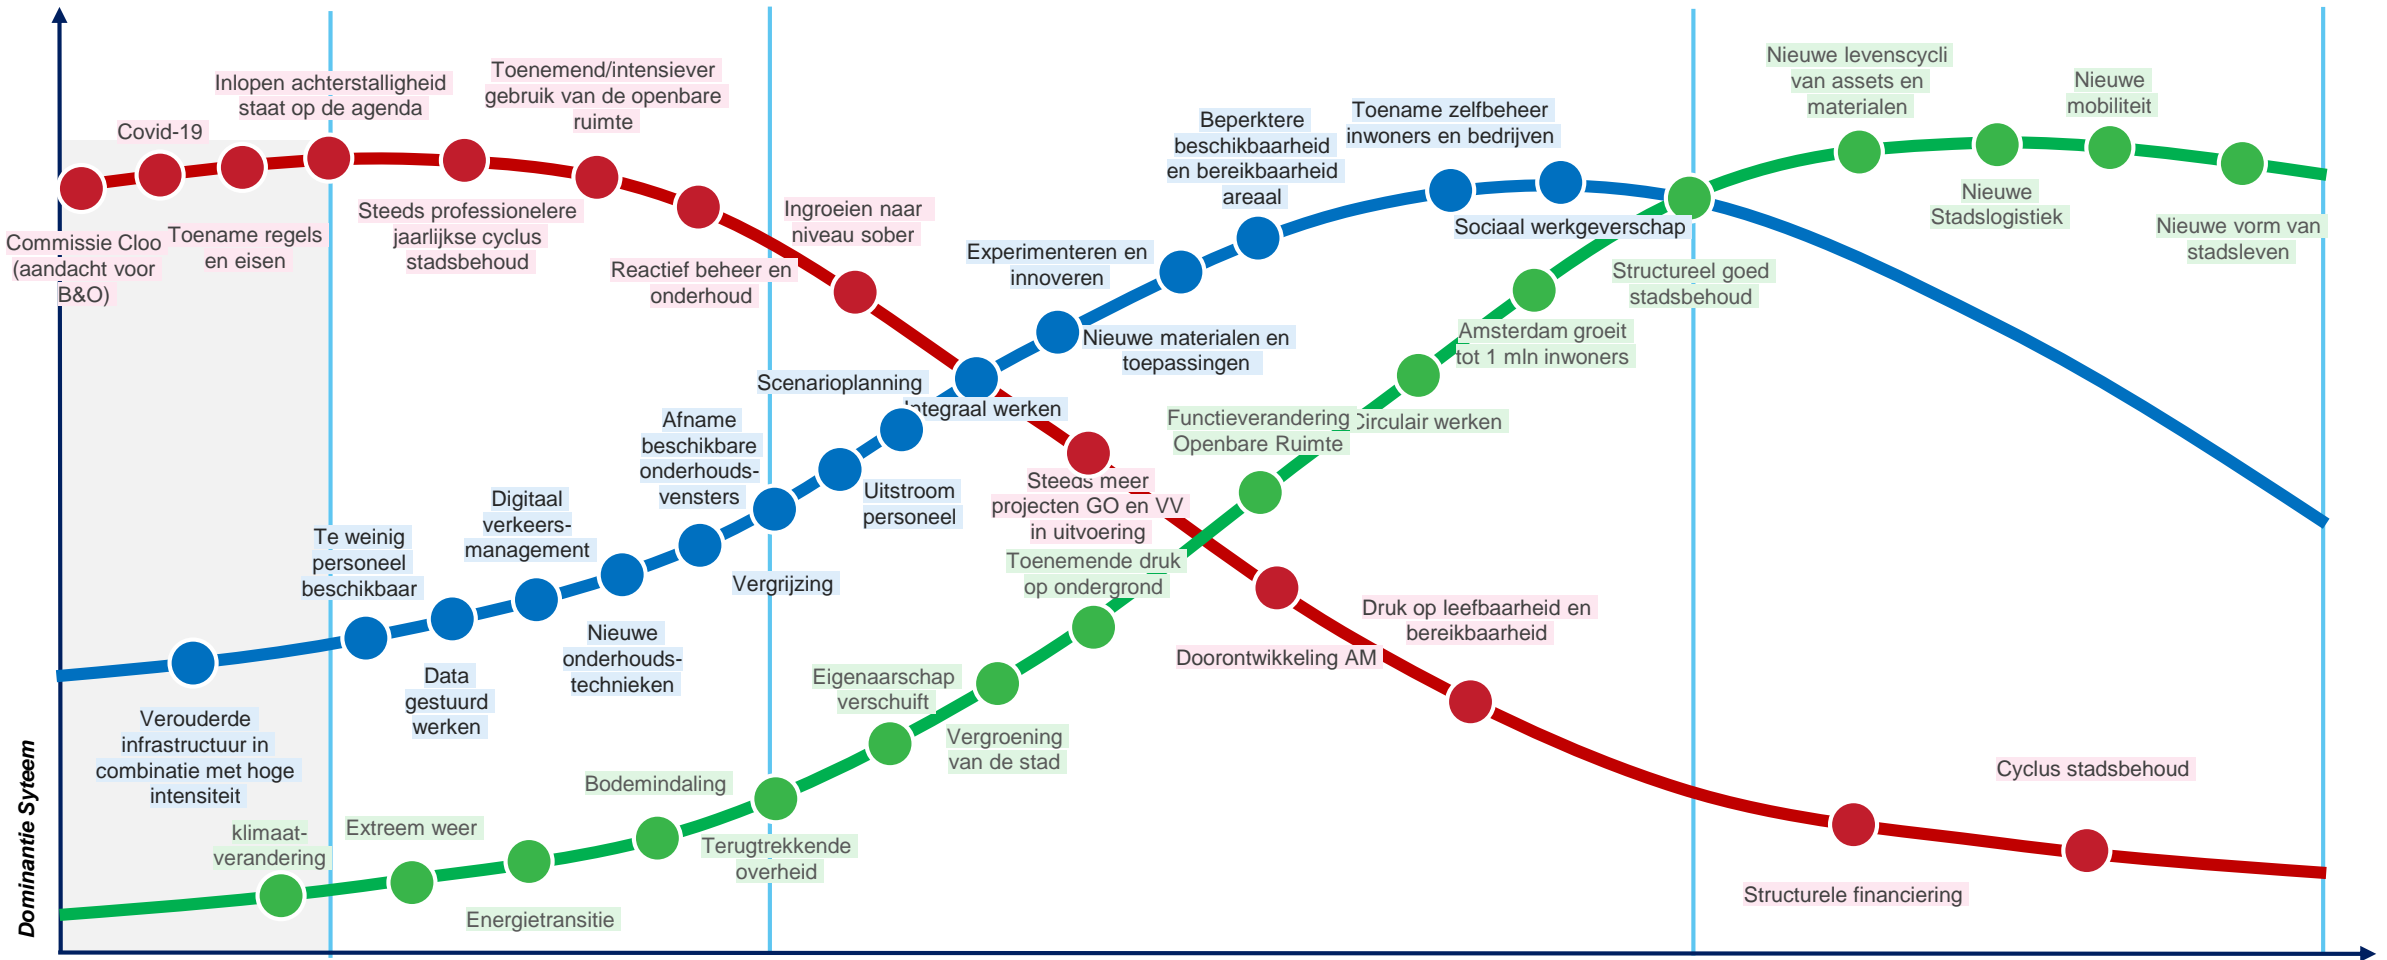 Inlopen achterstalligheid
staat op de agenda
Toenemend/intensiever
gebruik van de openbare
ruimte
Covid-19
Commissie Cloo
(aandacht voor
B&O)
Toename regels
en eisen
Steeds professionelere
jaarlijkse cyclus
stadsbehoud
Reactief beheer en
onderhoud
Ingroeien naar
niveau sober
Experimenteren en
innoveren
Beperktere
beschikbaarheid
en bereikbaarheid
areaal
Toename zelfbeheer
inwoners en bedrijven
Sociaal werkgeverschap
Nieuwe levenscycli
van assets en
materialen
Nieuwe
mobiliteit
Nieuwe
Stadslogistiek
Nieuwe vorm van
stadsleven
Structureel goed
stadsbehoud
Amsterdam groeit
tot 1 mln inwoners
Nieuwe materialen en
toepassingen
Scenarioplanning
Integraal werken
Functieverandering
Openbare Ruimte
Circulair werken
Afname
beschikbare
onderhouds-
vensters
Uitstroom
personeel
Steeds meer
projecten GO en VV
in uitvoering
Digitaal
verkeers-
management
Te weinig
personeel
beschikbaar
Vergrijzing
Toenemende druk
op ondergrond
Druk op leefbaarheid en
bereikbaarheid
Doorontwikkeling AM
Nieuwe
onderhouds-
technieken
Data
gestuurd
werken
Eigenaarschap
verschuift
Vergroening
van de stad
Verouderde
infrastructuur in
combinatie met hoge
intensiteit
Bodemindaling
Cyclus stadsbehoud
klimaat-
verandering
Extreem weer
Terugtrekkende
overheid
Energietransitie
Structurele financiering
Dominantie Syteem